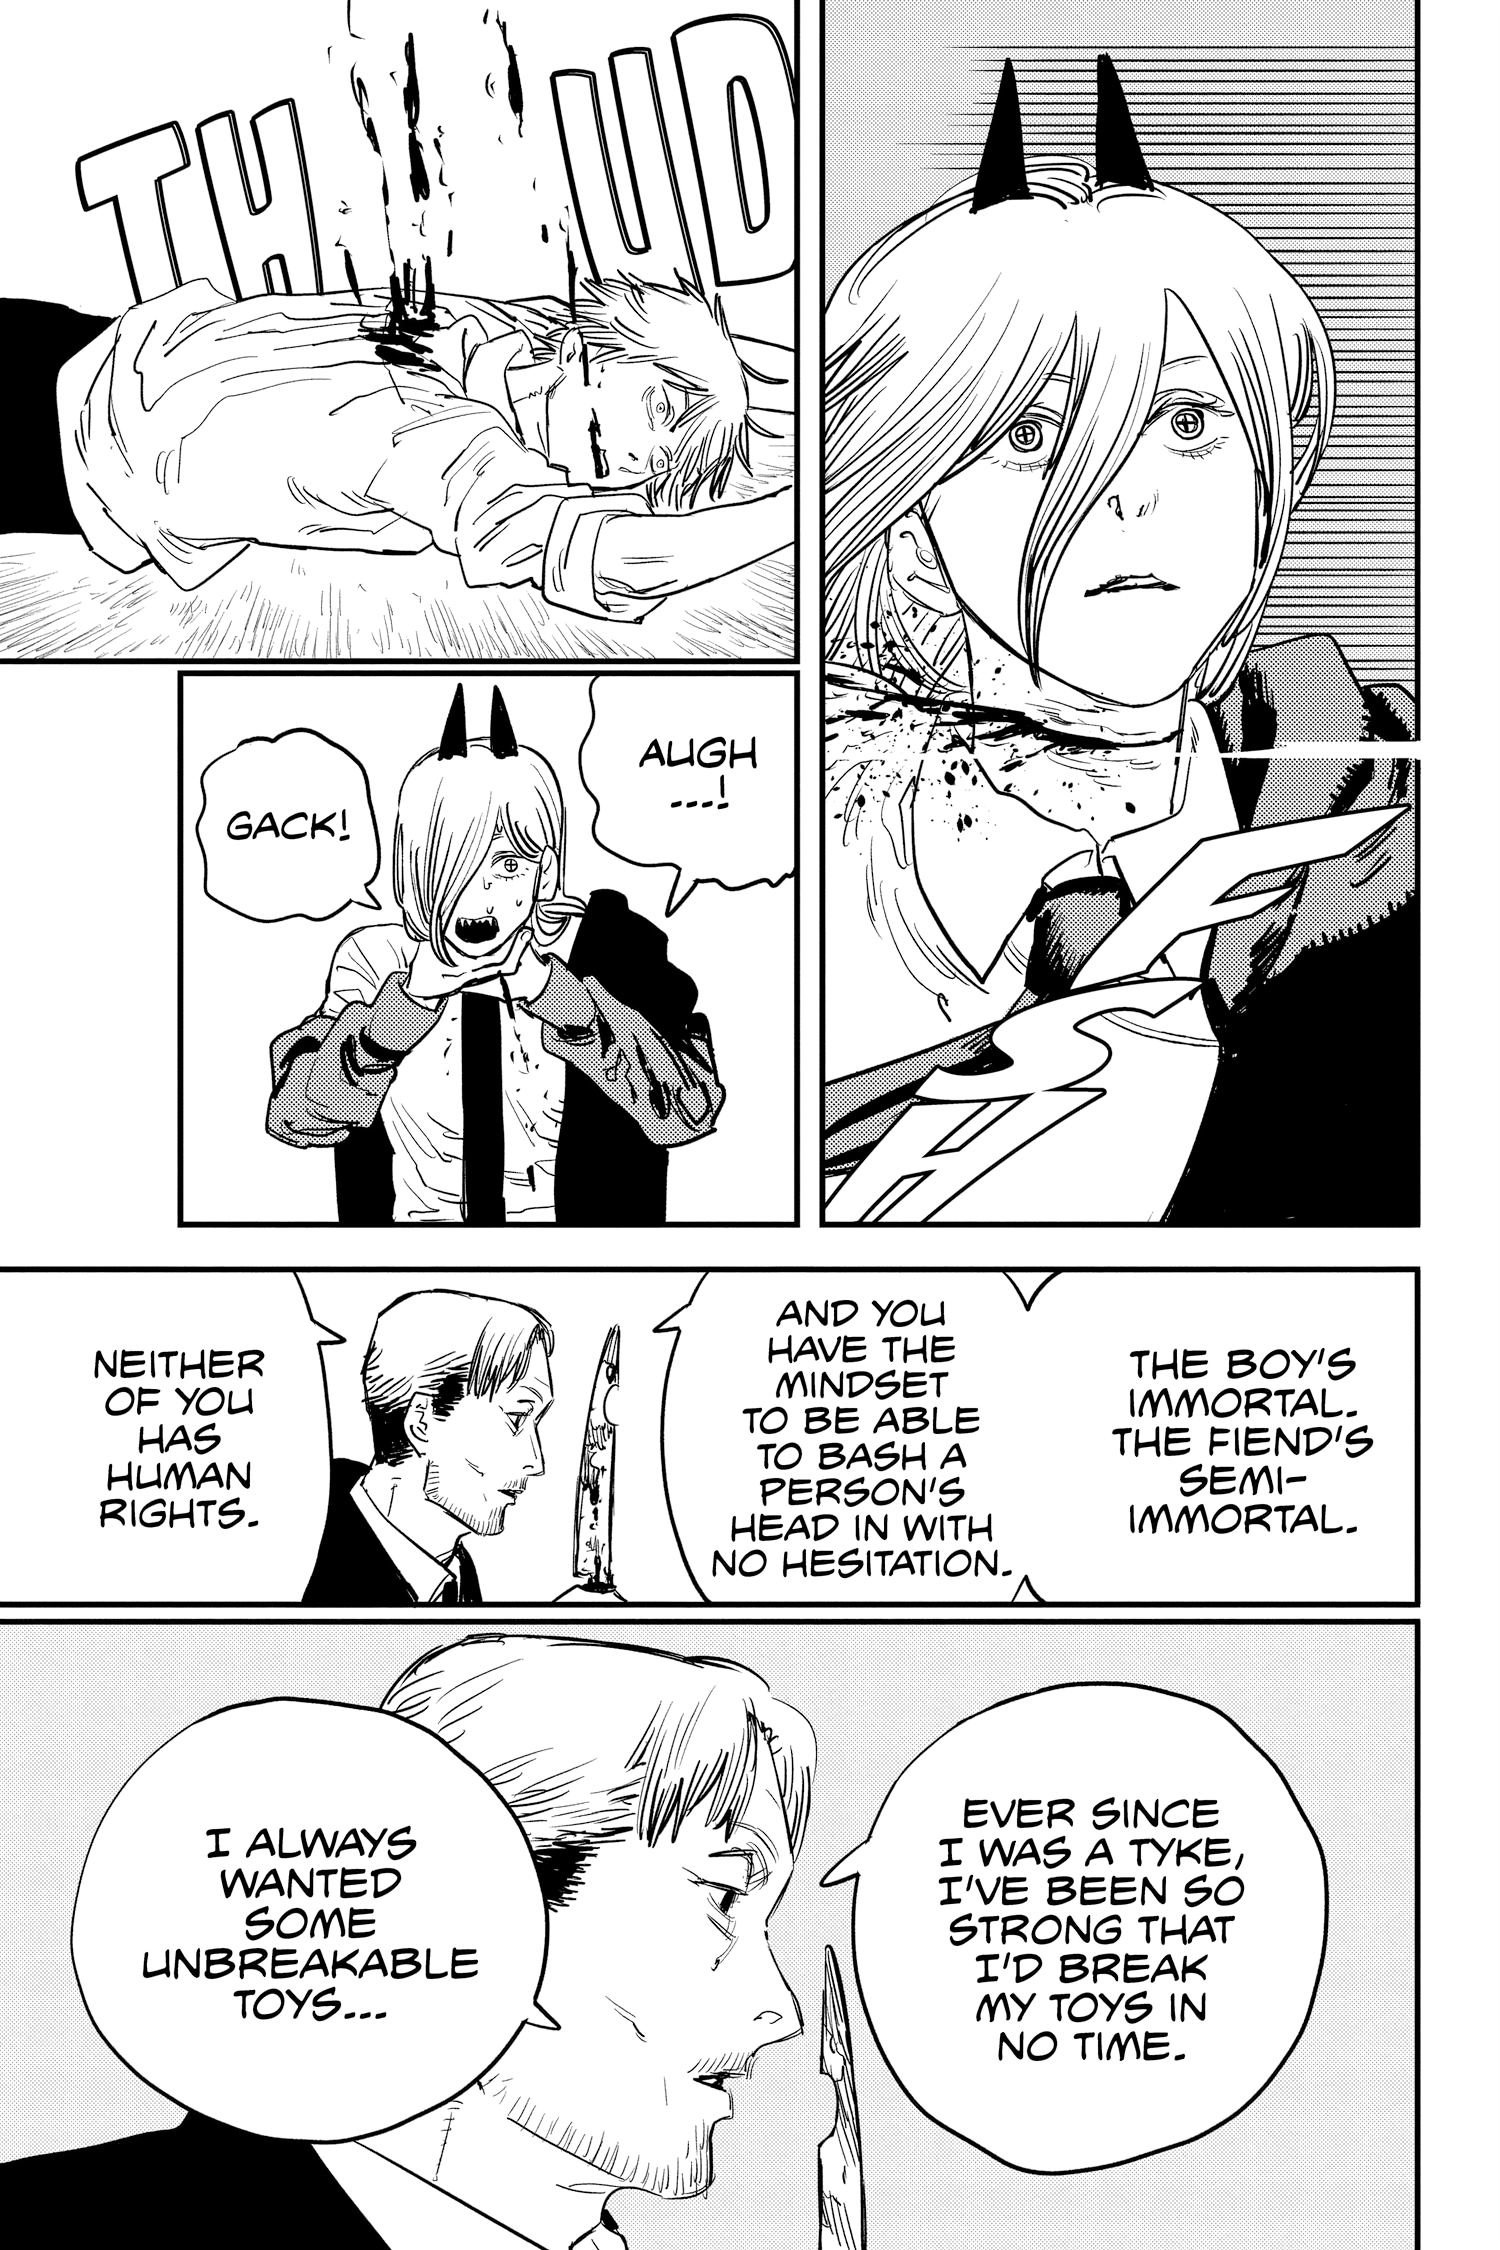 THUD
AUGH
....!
GACK!
THE BOY'S
IMMORTAL.
THE FIEND'S
SEMI-
IMMORTAL.
AND YOU
HAVE THE
MINDSET
TO BE ABLE
TO BASH A
PERSON'S
HEAD IN WITH
NO HESITATION.
NEITHER
OF YOU
HAS
HUMAN
RIGHTS.
EVER SINCE
I WAS A TYKE,
I'VE BEEN SO
STRONG THAT
I'D BREAK
MY TOYS IN
NO TIME.
I ALWAYS
WANTED
SOME
UNBREAKABLE
TOYS...